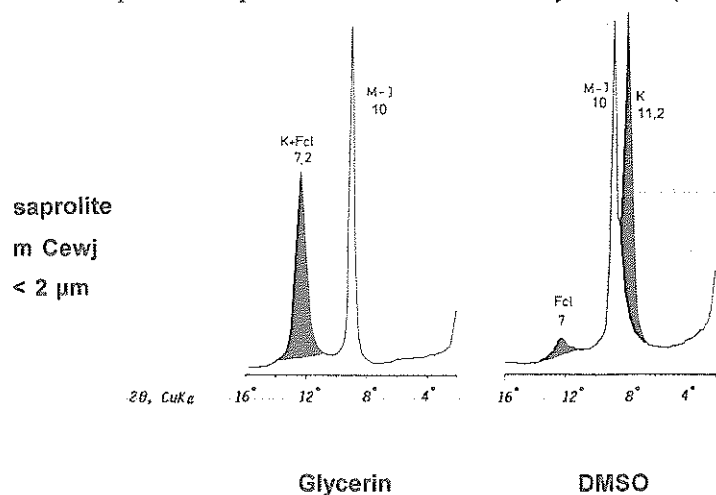 M-J
10
K+Fcl
7,2
M-J
10
K
11,2
Fcl
7
saprolite
m Cewj
< 2 µm
2θ, CuKα
16° 12° 8° 4°
16° 12° 8° 4°
Glycerin
DMSO